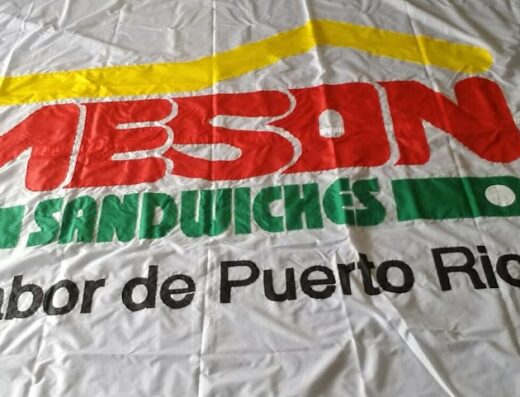 MESON
SANDWICHES
abor de Puerto Ric